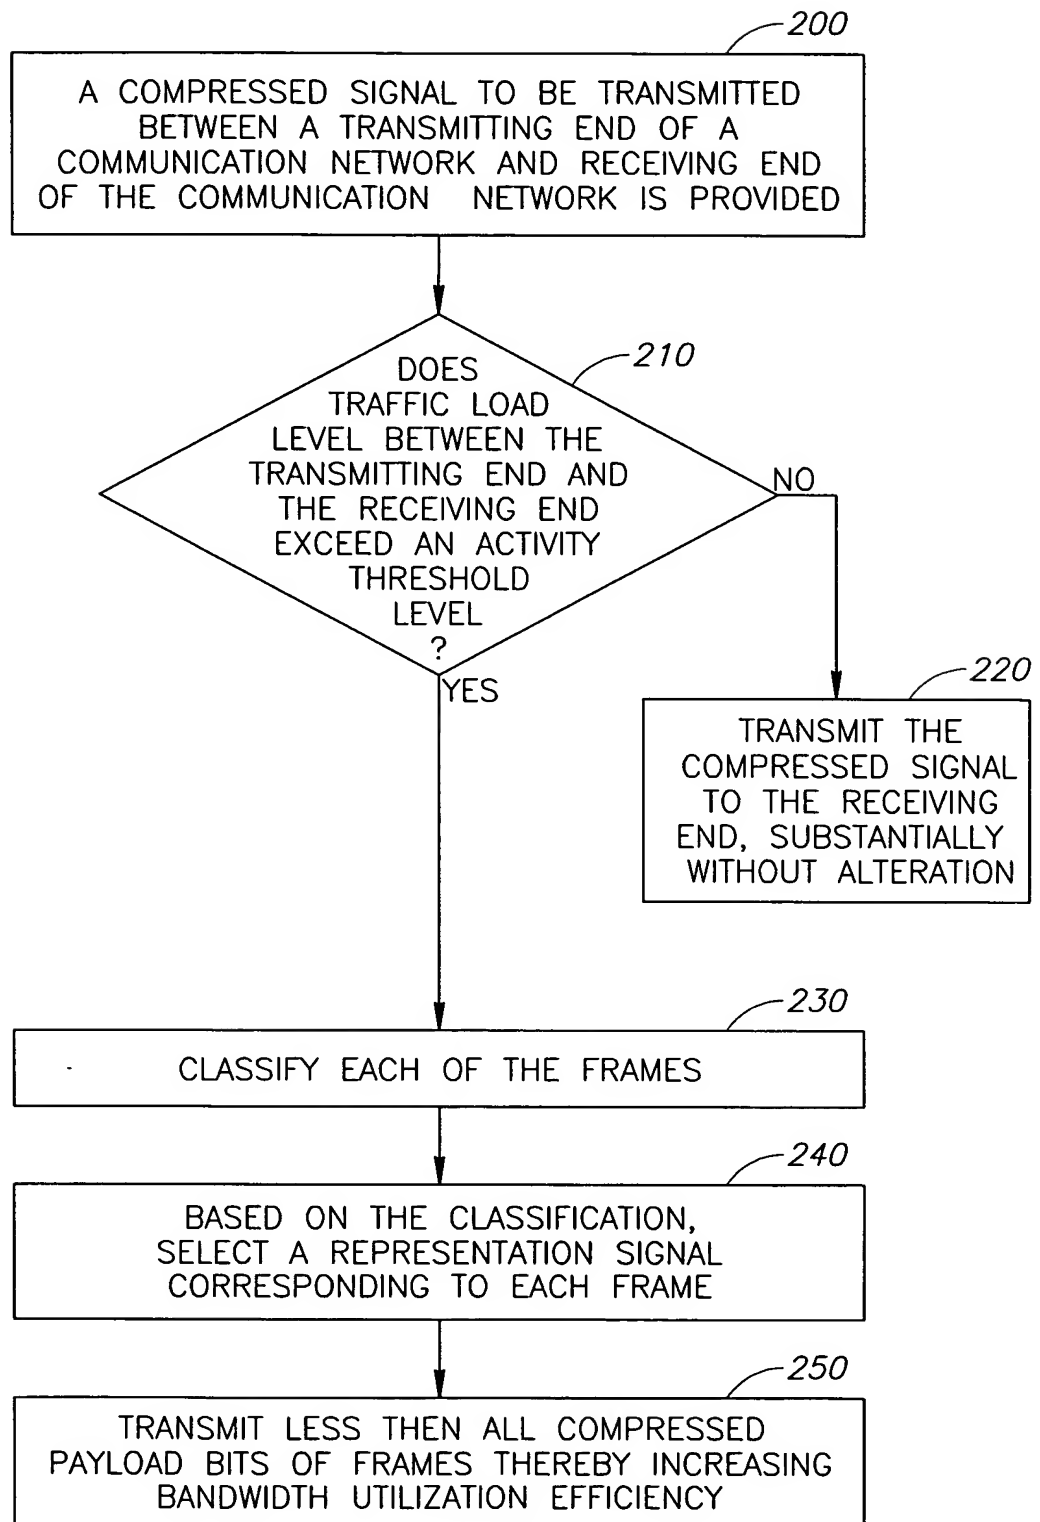 200
A COMPRESSED SIGNAL TO BE TRANSMITTED
BETWEEN A TRANSMITTING END OF A
COMMUNICATION NETWORK AND RECEIVING END
OF THE COMMUNICATION NETWORK IS PROVIDED
210
DOES
TRAFFIC LOAD
LEVEL BETWEEN THE
TRANSMITTING END AND
THE RECEIVING END
EXCEED AN ACTIVITY
THRESHOLD
LEVEL
?
NO
YES
220
TRANSMIT THE
COMPRESSED SIGNAL
TO THE RECEIVING
END, SUBSTANTIALLY
WITHOUT ALTERATION
230
CLASSIFY EACH OF THE FRAMES
240
BASED ON THE CLASSIFICATION,
SELECT A REPRESENTATION SIGNAL
CORRESPONDING TO EACH FRAME
250
TRANSMIT LESS THEN ALL COMPRESSED
PAYLOAD BITS OF FRAMES THEREBY INCREASING
BANDWIDTH UTILIZATION EFFICIENCY